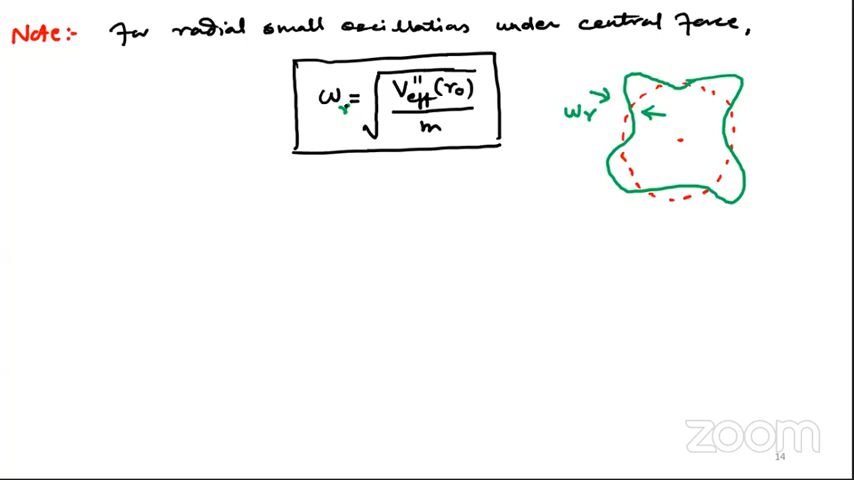 Note:- For radial small oscillations under central force,
ωr = √(V''eff(r0)/m)
ωr
zoom
14